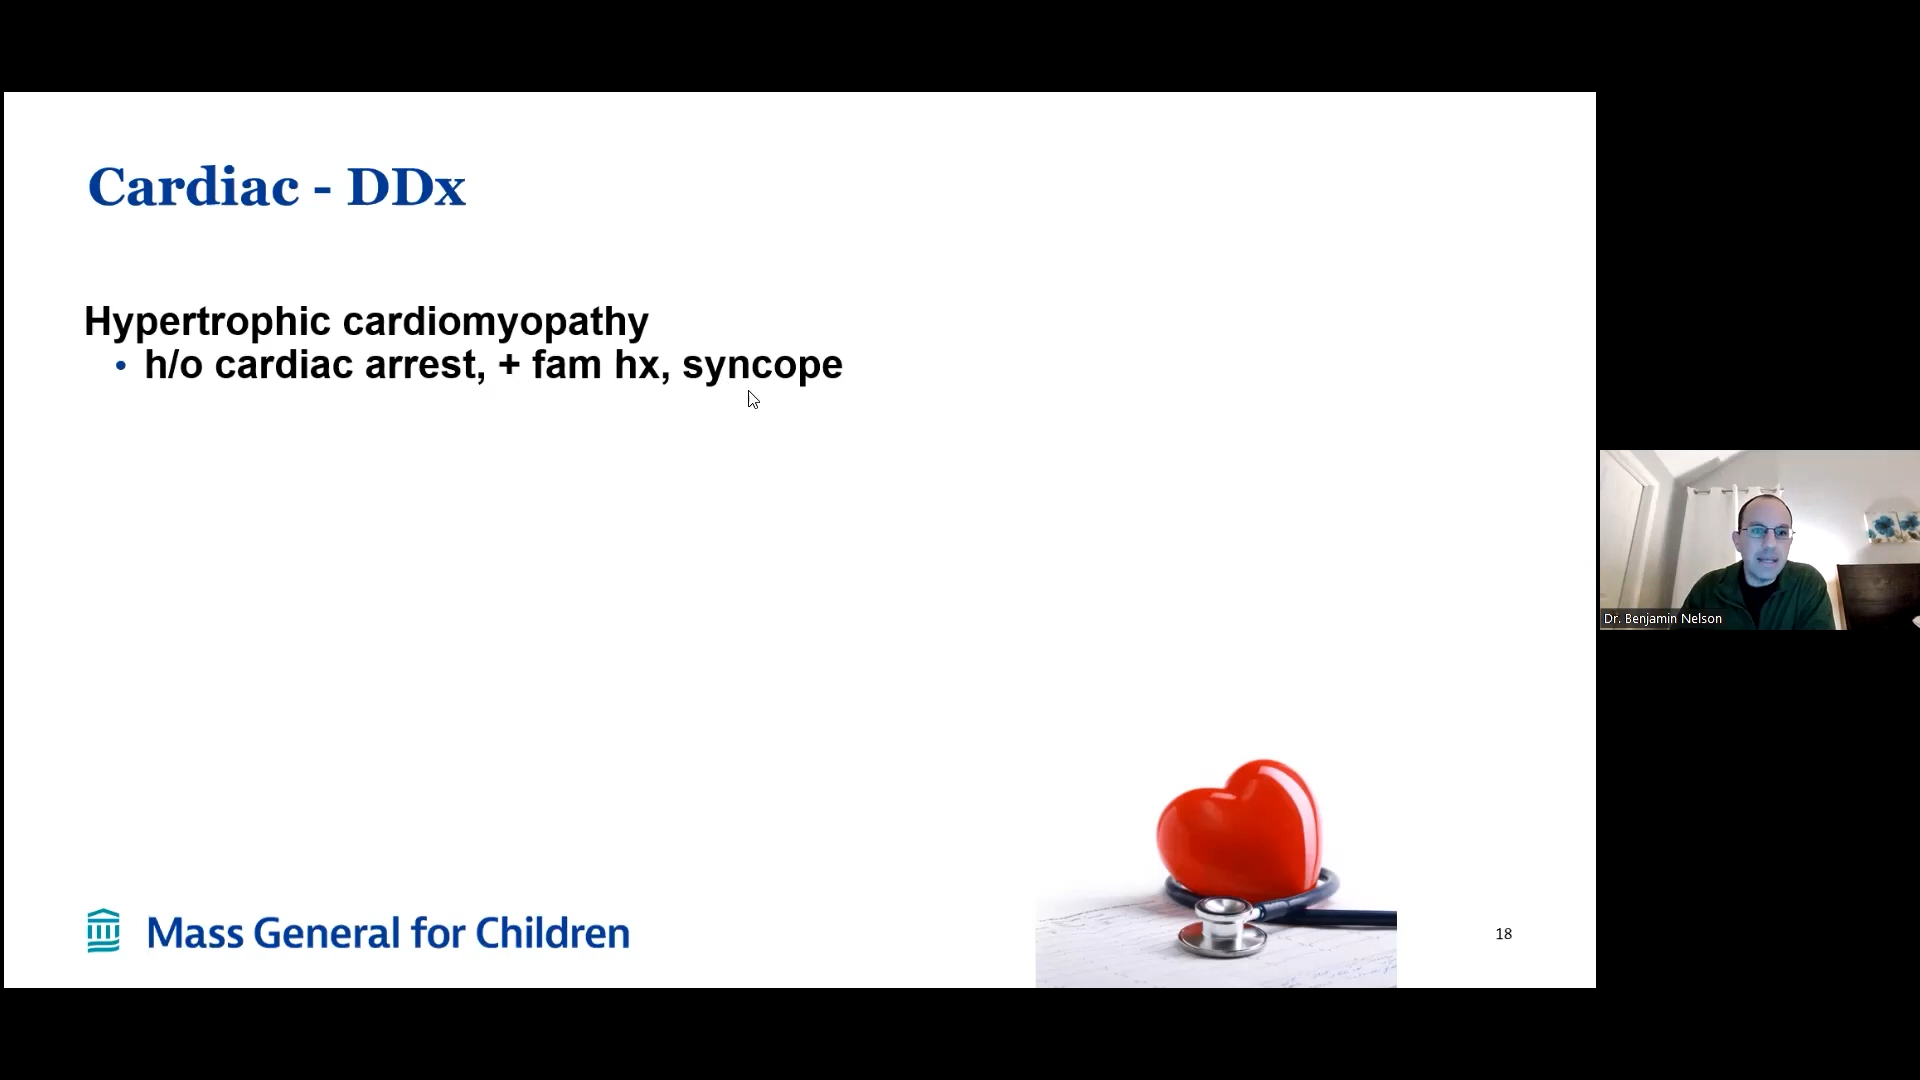 Cardiac - DDx
Hypertrophic cardiomyopathy
• h/o cardiac arrest, + fam hx, syncope
Dr. Benjamin Nelson
Mass General for Children
18